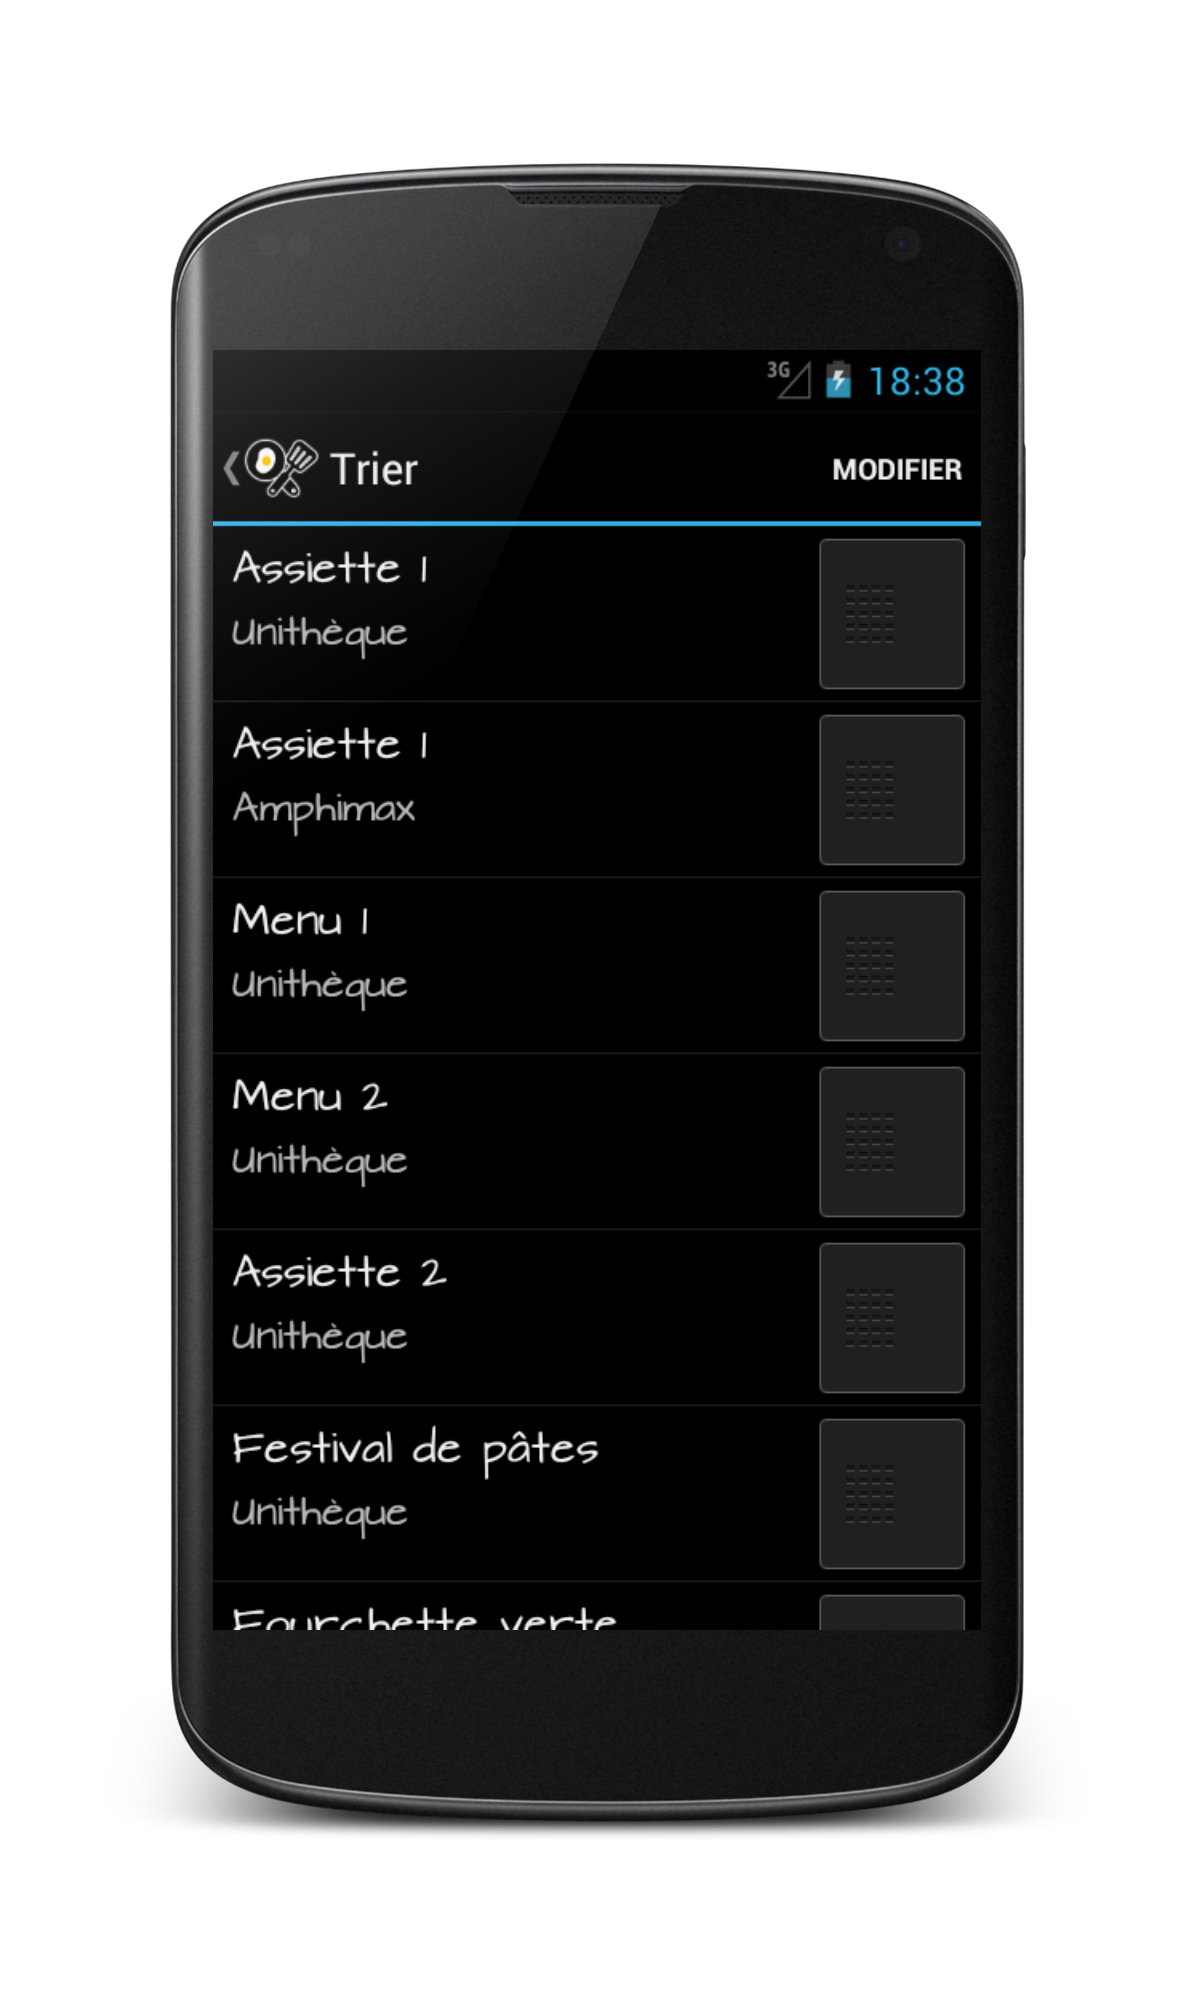 3G 18:38
Trier MODIFIER
Assiette 1
Unithèque
Assiette 1
Amphimax
Menu 1
Unithèque
Menu 2
Unithèque
Assiette 2
Unithèque
Festival de pâtes
Unithèque
Fourchette verte